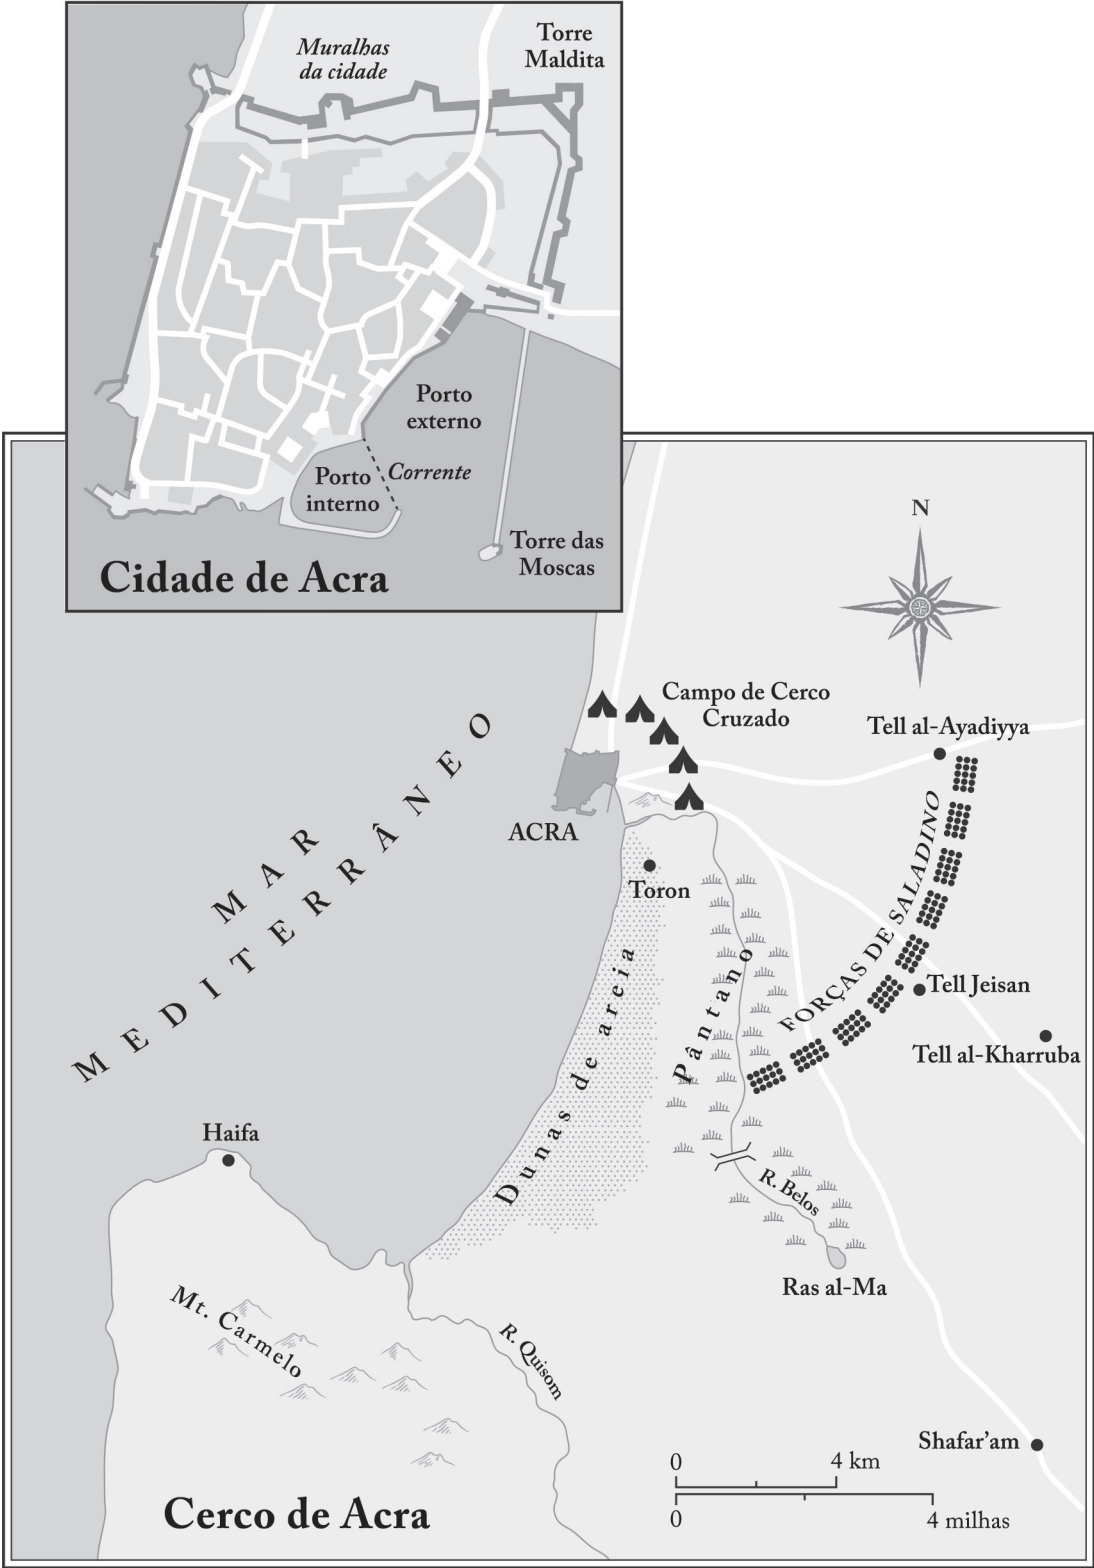 Muralhas
da cidade
Torre
Maldita
Porto
externo
Corrente
Porto
interno
Torre das
Moscas
Cidade de Acra
N
Campo de Cerco
Cruzado
Tell al-Ayadiyya
ACRA
MAR
MEDITERRÂNEO
Toron
FORÇAS DE SALADINO
Tell Jeisan
Tell al-Kharruba
Dunas de areia
Pântano
Haifa
R. Belos
Ras al-Ma
Mt. Carmelo
R. Quisom
Shafar’am
0
4 km
0
4 milhas
Cerco de Acra